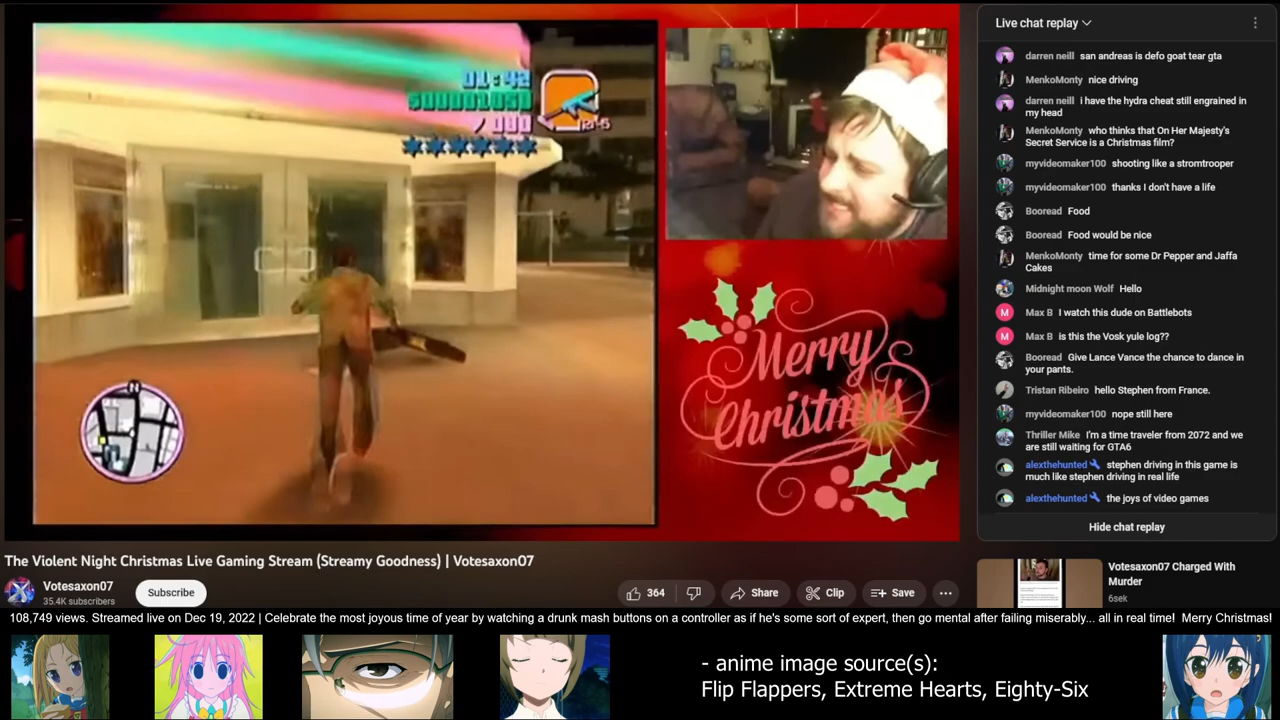 01:42
$00001050
Live chat replay
darren neill san andreas is defo goat tear gta
MenkoMonty nice driving
darren neill i have the hydra cheat still engrained in
my head
MenkoMonty who thinks that On Her Majesty's
Secret Service is a Christmas film?
myvideomaker100 shooting like a stromtrooper
myvideomaker100 thanks I don't have a life
Booread Food
Booread Food would be nice
MenkoMonty time for some Dr Pepper and Jaffa
Cakes
Midnight moon Wolf Hello
M Max B I watch this dude on Battlebots
M Max B is this the Vosk yule log??
Booread Give Lance Vance the chance to dance in
your pants.
Tristan Ribeiro hello Stephen from France.
myvideomaker100 nope still here
Thriller Mike I'm a time traveler from 2072 and we
are still waiting for GTA6
alexthehunted stephen driving in this game is
much like stephen driving in real life
alexthehunted the joys of video games
Hide chat replay
N
Merry
Christmas
The Violent Night Christmas Live Gaming Stream (Streamy Goodness) | Votesaxon07
Votesaxon07
35.4K subscribers
Subscribe
364
Share
Clip
Save
Votesaxon07 Charged With
Murder
6sek
108,749 views. Streamed live on Dec 19, 2022 | Celebrate the most joyous time of year by watching a drunk mash buttons on a controller as if he's some sort of expert, then go mental after failing miserably... all in real time! Merry Christmas!
- anime image source(s):
Flip Flappers, Extreme Hearts, Eighty-Six